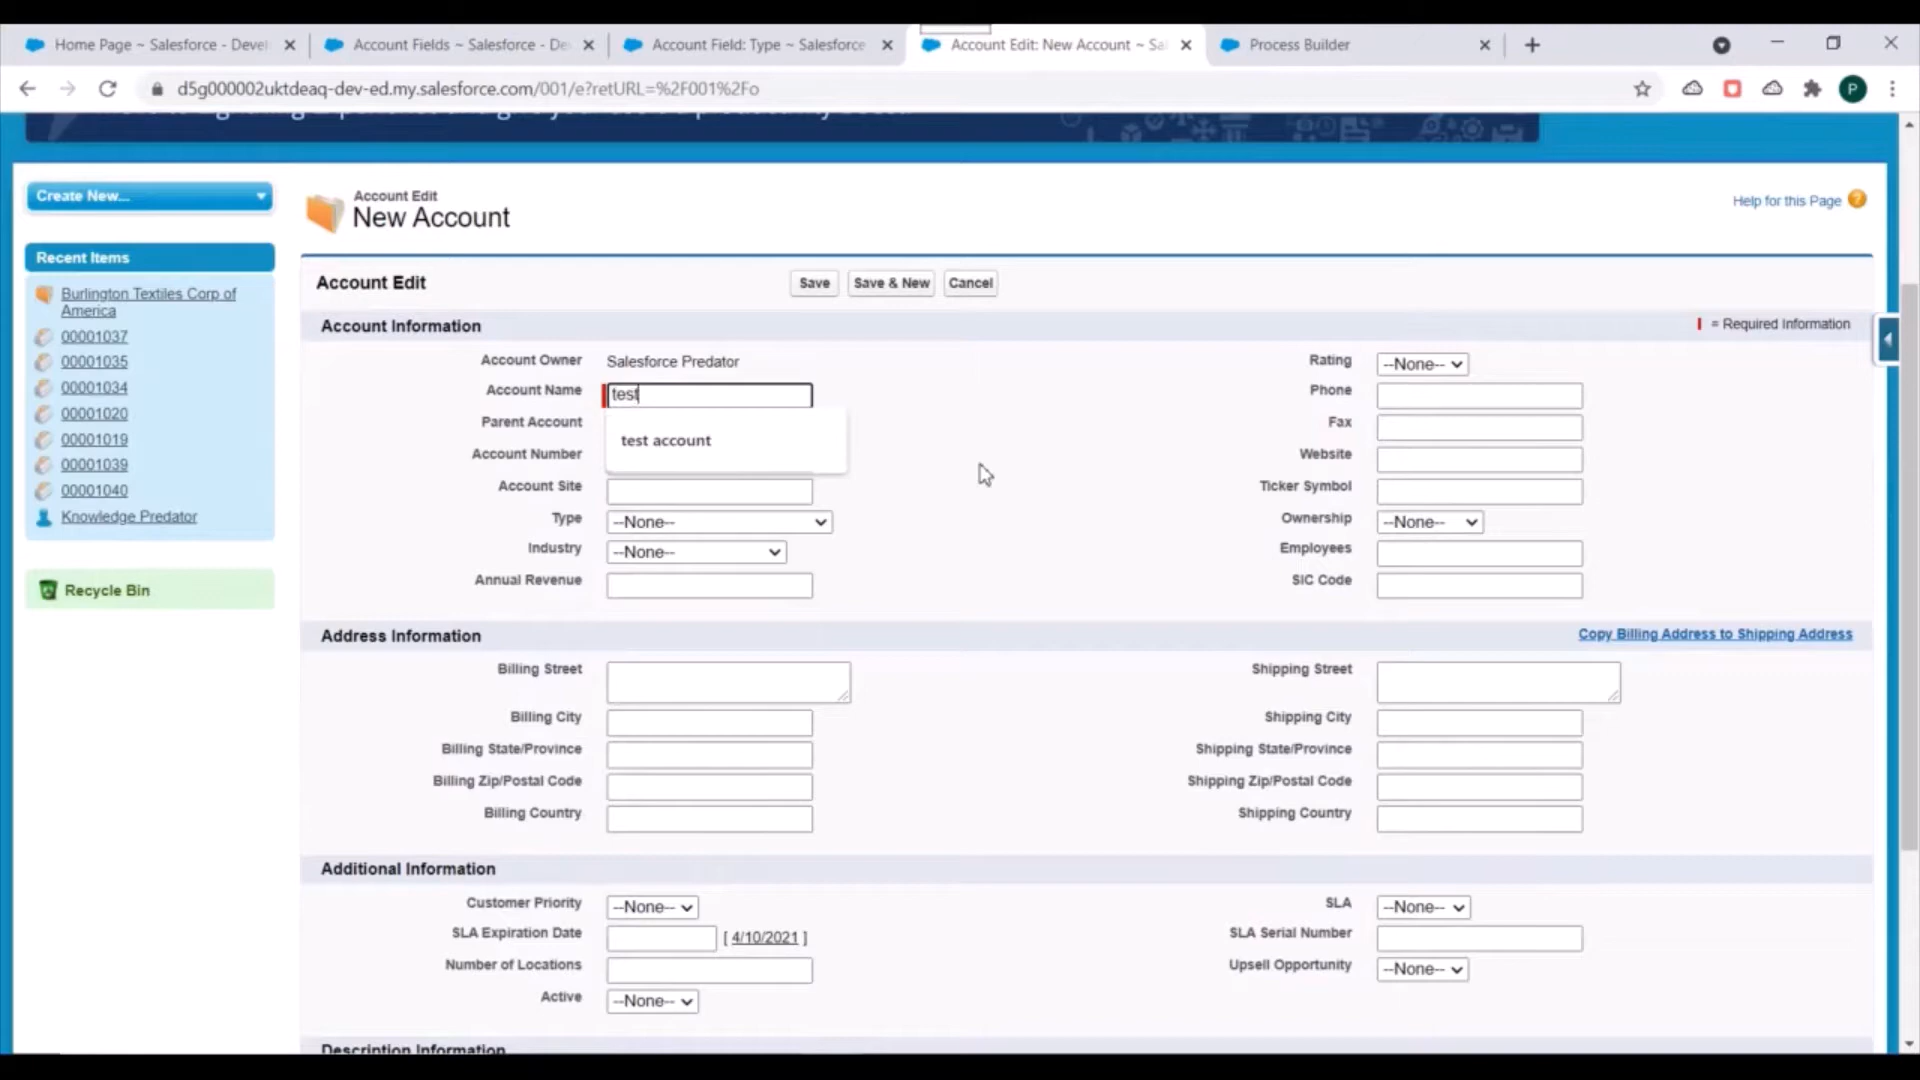 Home Page ~ Salesforce - Devel
Account Fields ~ Salesforce - De
Account Field: Type ~ Salesforce
Account Edit: New Account ~ Sa
Process Builder
d5g000002uktdeaq-dev-ed.my.salesforce.com/001/e?retURL=%2F001%2Fo
P
Create New...
Account Edit
New Account
Help for this Page
Recent Items
Burlington Textiles Corp of
America
00001037
00001035
00001034
00001020
00001019
00001039
00001040
Knowledge Predator
Recycle Bin
Account Edit
Save
Save & New
Cancel
Account Information
= Required Information
Account Owner
Salesforce Predator
Rating
--None--
Account Name
test
Phone
Parent Account
test account
Fax
Account Number
Website
Account Site
Ticker Symbol
Type
--None--
Ownership
--None--
Industry
--None--
Employees
Annual Revenue
SIC Code
Address Information
Copy Billing Address to Shipping Address
Billing Street
Shipping Street
Billing City
Shipping City
Billing State/Province
Shipping State/Province
Billing Zip/Postal Code
Shipping Zip/Postal Code
Billing Country
Shipping Country
Additional Information
Customer Priority
--None--
SLA
--None--
SLA Expiration Date
[ 4/10/2021 ]
SLA Serial Number
Number of Locations
Upsell Opportunity
--None--
Active
--None--
Description Information